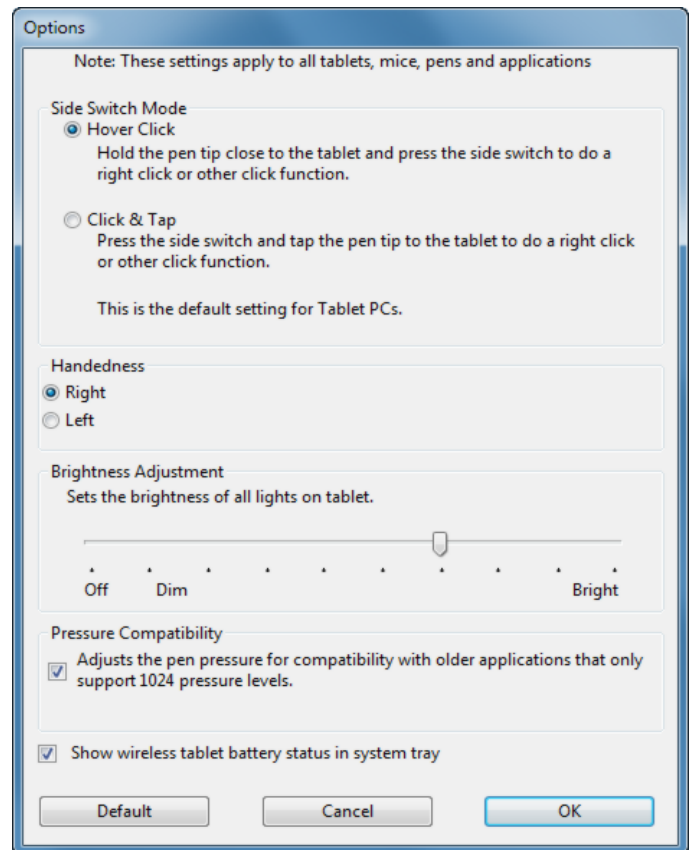 Options
Note: These settings apply to all tablets, mice, pens and applications
Side Switch Mode
Hover Click
Hold the pen tip close to the tablet and press the side switch to do a
right click or other click function.
Click & Tap
Press the side switch and tap the pen tip to the tablet to do a right click
or other click function.
This is the default setting for Tablet PCs.
Handedness
Right
Left
Brightness Adjustment
Sets the brightness of all lights on tablet.
Off Dim Bright
Pressure Compatibility
Adjusts the pen pressure for compatibility with older applications that only
support 1024 pressure levels.
Show wireless tablet battery status in system tray
Default Cancel OK